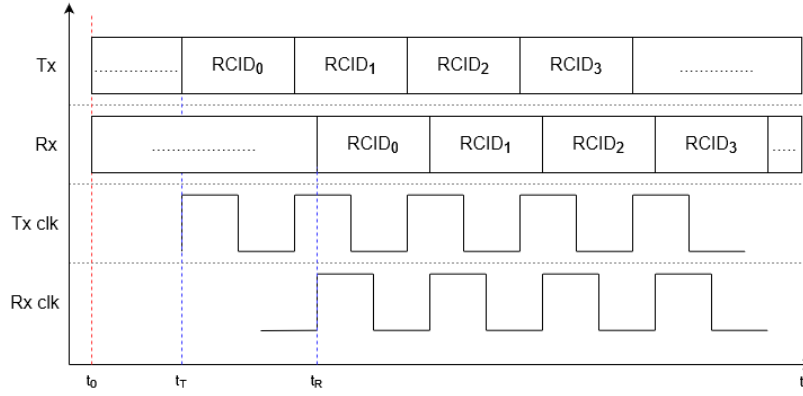 Tx ............... RCID0 RCID1 RCID2 RCID3 ..............
Rx .................. RCID0 RCID1 RCID2 RCID3 .....
Tx clk
Rx clk
t0 tT tR t